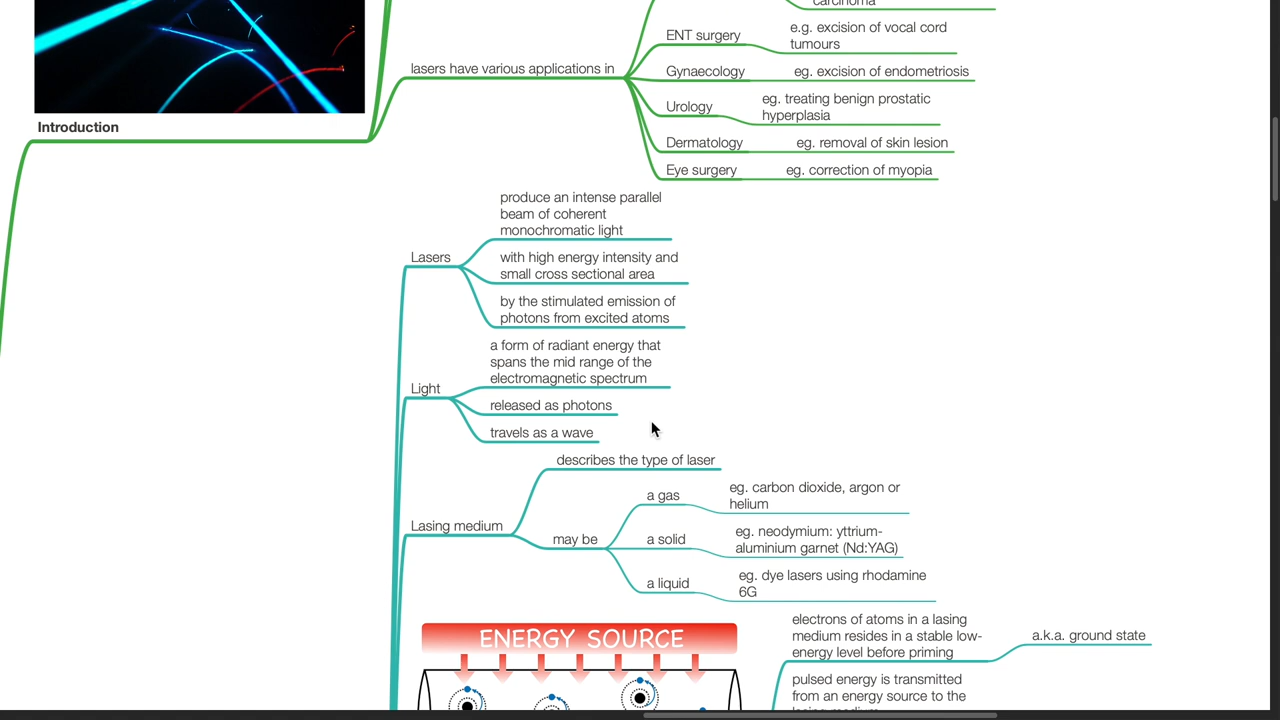 carcinoma
ENT surgery
e.g. excision of vocal cord
tumours
lasers have various applications in
Gynaecology
eg. excision of endometriosis
Urology
eg. treating benign prostatic
hyperplasia
Introduction
Dermatology
eg. removal of skin lesion
Eye surgery
eg. correction of myopia
produce an intense parallel
beam of coherent
monochromatic light
Lasers
with high energy intensity and
small cross sectional area
by the stimulated emission of
photons from excited atoms
a form of radiant energy that
spans the mid range of the
electromagnetic spectrum
Light
released as photons
travels as a wave
describes the type of laser
Lasing medium
may be
a gas
eg. carbon dioxide, argon or
helium
a solid
eg. neodymium: yttrium-
aluminium garnet (Nd:YAG)
a liquid
eg. dye lasers using rhodamine
6G
ENERGY SOURCE
electrons of atoms in a lasing
medium resides in a stable low-
energy level before priming
a.k.a. ground state
pulsed energy is transmitted
from an energy source to the
lasing medium